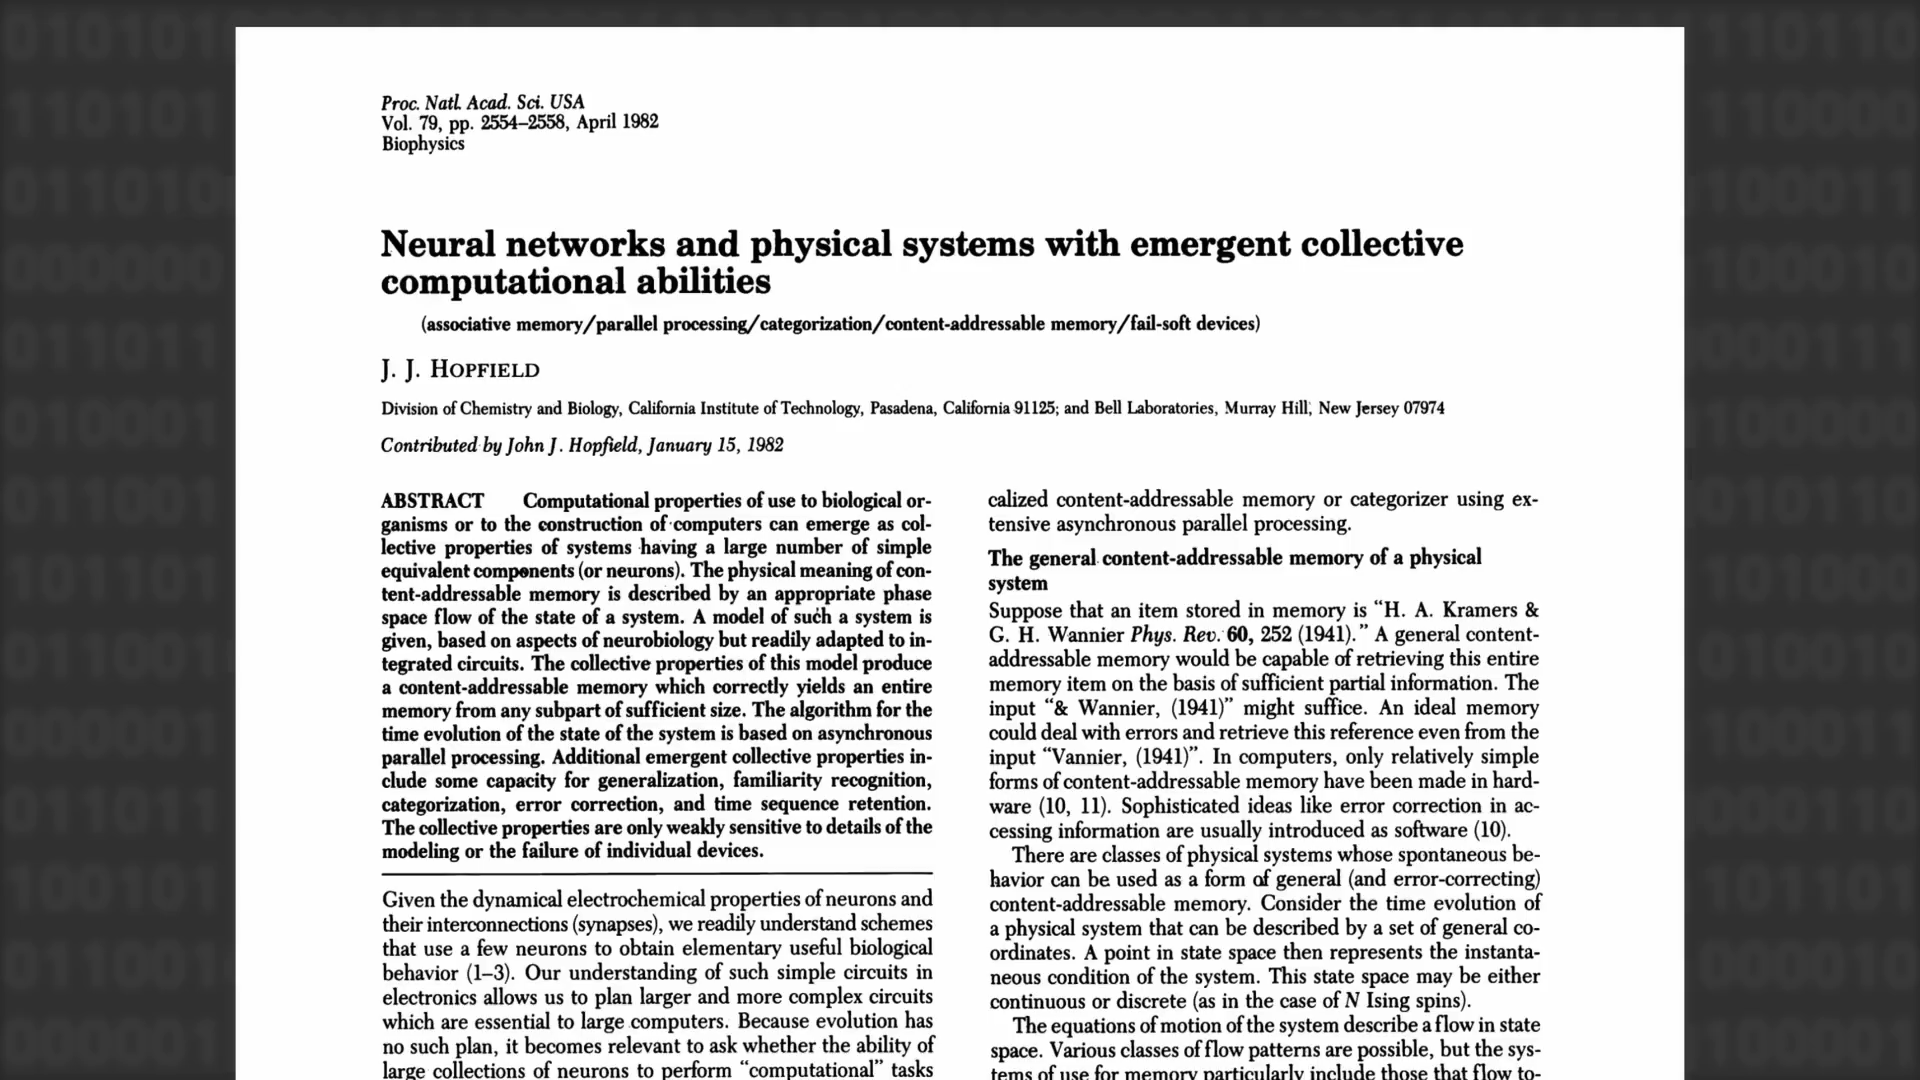 Proc. Natl. Acad. Sci. USA
Vol. 79, pp. 2554–2558, April 1982
Biophysics
Neural networks and physical systems with emergent collective
computational abilities
(associative memory/parallel processing/categorization/content-addressable memory/fail-soft devices)
J. J. HOPFIELD
Division of Chemistry and Biology, California Institute of Technology, Pasadena, California 91125; and Bell Laboratories, Murray Hill, New Jersey 07974
Contributed by John J. Hopfield, January 15, 1982
ABSTRACT Computational properties of use to biological or-
ganisms or to the construction of computers can emerge as col-
lective properties of systems having a large number of simple
equivalent components (or neurons). The physical meaning of con-
tent-addressable memory is described by an appropriate phase
space flow of the state of a system. A model of such a system is
given, based on aspects of neurobiology but readily adapted to in-
tegrated circuits. The collective properties of this model produce
a content-addressable memory which correctly yields an entire
memory from any subpart of sufficient size. The algorithm for the
time evolution of the state of the system is based on asynchronous
parallel processing. Additional emergent collective properties in-
clude some capacity for generalization, familiarity recognition,
categorization, error correction, and time sequence retention.
The collective properties are only weakly sensitive to details of the
modeling or the failure of individual devices.
Given the dynamical electrochemical properties of neurons and
their interconnections (synapses), we readily understand schemes
that use a few neurons to obtain elementary useful biological
behavior (1–3). Our understanding of such simple circuits in
electronics allows us to plan larger and more complex circuits
which are essential to large computers. Because evolution has
no such plan, it becomes relevant to ask whether the ability of
large collections of neurons to perform “computational” tasks
calized content-addressable memory or categorizer using ex-
tensive asynchronous parallel processing.
The general content-addressable memory of a physical
system
Suppose that an item stored in memory is “H. A. Kramers &
G. H. Wannier Phys. Rev. 60, 252 (1941).” A general content-
addressable memory would be capable of retrieving this entire
memory item on the basis of sufficient partial information. The
input “& Wannier, (1941)” might suffice. An ideal memory
could deal with errors and retrieve this reference even from the
input “Vannier, (1941)”. In computers, only relatively simple
forms of content-addressable memory have been made in hard-
ware (10, 11). Sophisticated ideas like error correction in ac-
cessing information are usually introduced as software (10).
There are classes of physical systems whose spontaneous be-
havior can be used as a form of general (and error-correcting)
content-addressable memory. Consider the time evolution of
a physical system that can be described by a set of general co-
ordinates. A point in state space then represents the instanta-
neous condition of the system. This state space may be either
continuous or discrete (as in the case of N Ising spins).
The equations of motion of the system describe a flow in state
space. Various classes of flow patterns are possible, but the sys-
tems of use for memory particularly include those that flow to-